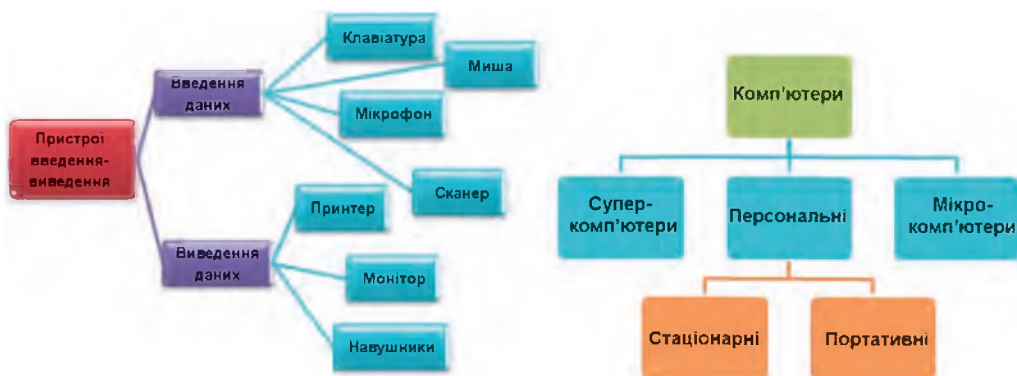 Пристрої
введення-
виведення
Введення
даних
Клавіатура
Миша
Мікрофон
Сканер
Виведення
даних
Принтер
Монітор
Навушники
Комп'ютери
Супер-
комп'ютери
Персональні
Мікро-
комп'ютери
Стаціонарні
Портативні